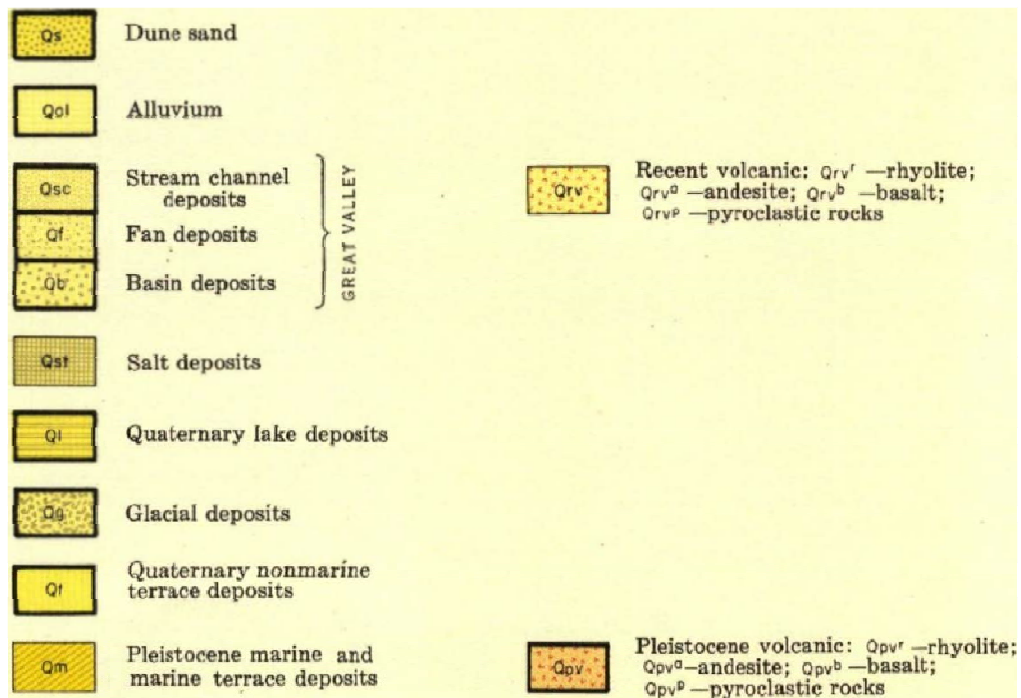 Qs Dune sand
Qal Alluvium
Qsc Stream channel
deposits
Qf Fan deposits
Qb Basin deposits
GREAT VALLEY
Qst Salt deposits
Ql Quaternary lake deposits
Qg Glacial deposits
Qt Quaternary nonmarine
terrace deposits
Qm Pleistocene marine and
marine terrace deposits
Qrv Recent volcanic: Qrvʳ —rhyolite;
Qrvᵃ —andesite; Qrvᵇ —basalt;
Qrvᵖ —pyroclastic rocks
Qpv Pleistocene volcanic: Qpvʳ —rhyolite;
Qpvᵃ—andesite; Qpvᵇ —basalt;
Qpvᵖ —pyroclastic rocks